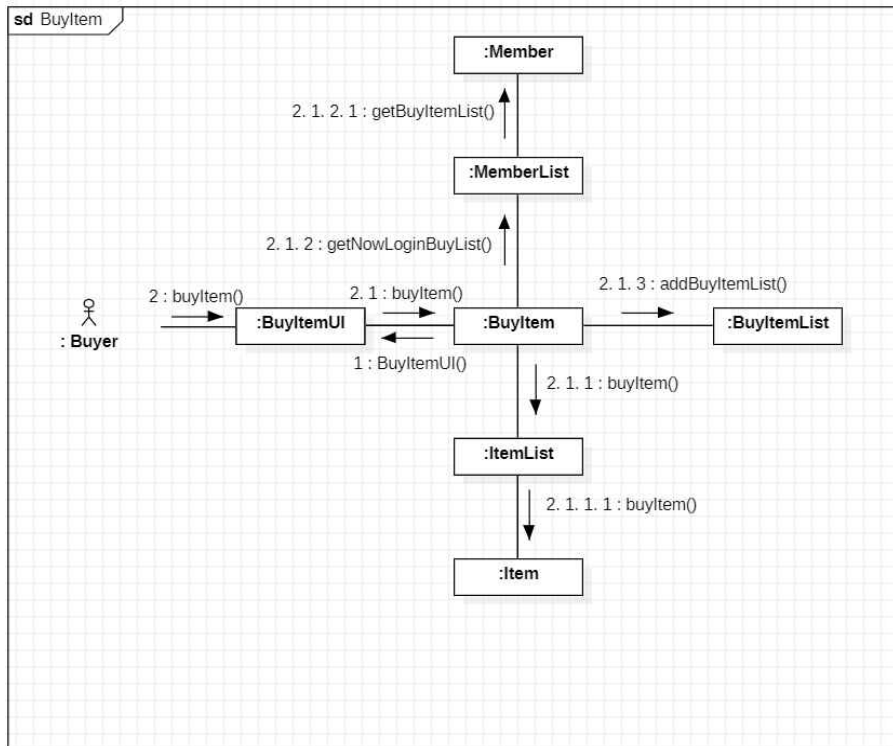 sd BuyItem
:Member
2. 1. 2. 1 : getBuyItemList()
:MemberList
2. 1. 2 : getNowLoginBuyList()
2 : buyItem()
2. 1 : buyItem()
2. 1. 3 : addBuyItemList()
: Buyer
:BuyItemUI
:BuyItem
:BuyItemList
1 : BuyItemUI()
2. 1. 1 : buyItem()
:ItemList
2. 1. 1. 1 : buyItem()
:Item